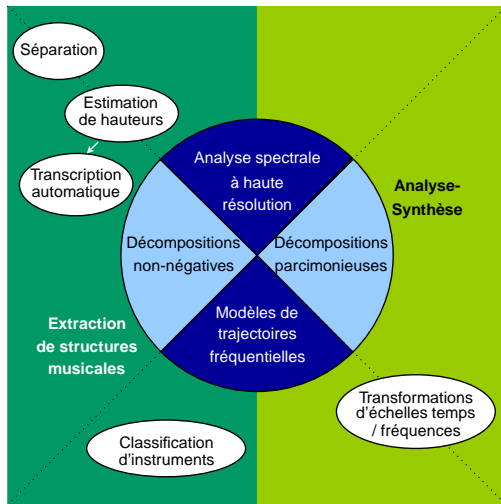 Séparation
Estimation
de hauteurs
Transcription
automatique
Analyse spectrale
à haute
résolution
Analyse-
Synthèse
Décompositions
non-négatives
Décompositions
parcimonieuses
Modèles de
trajectoires
fréquentielles
Extraction
de structures
musicales
Transformations
d'échelles temps
/ fréquences
Classification
d'instruments